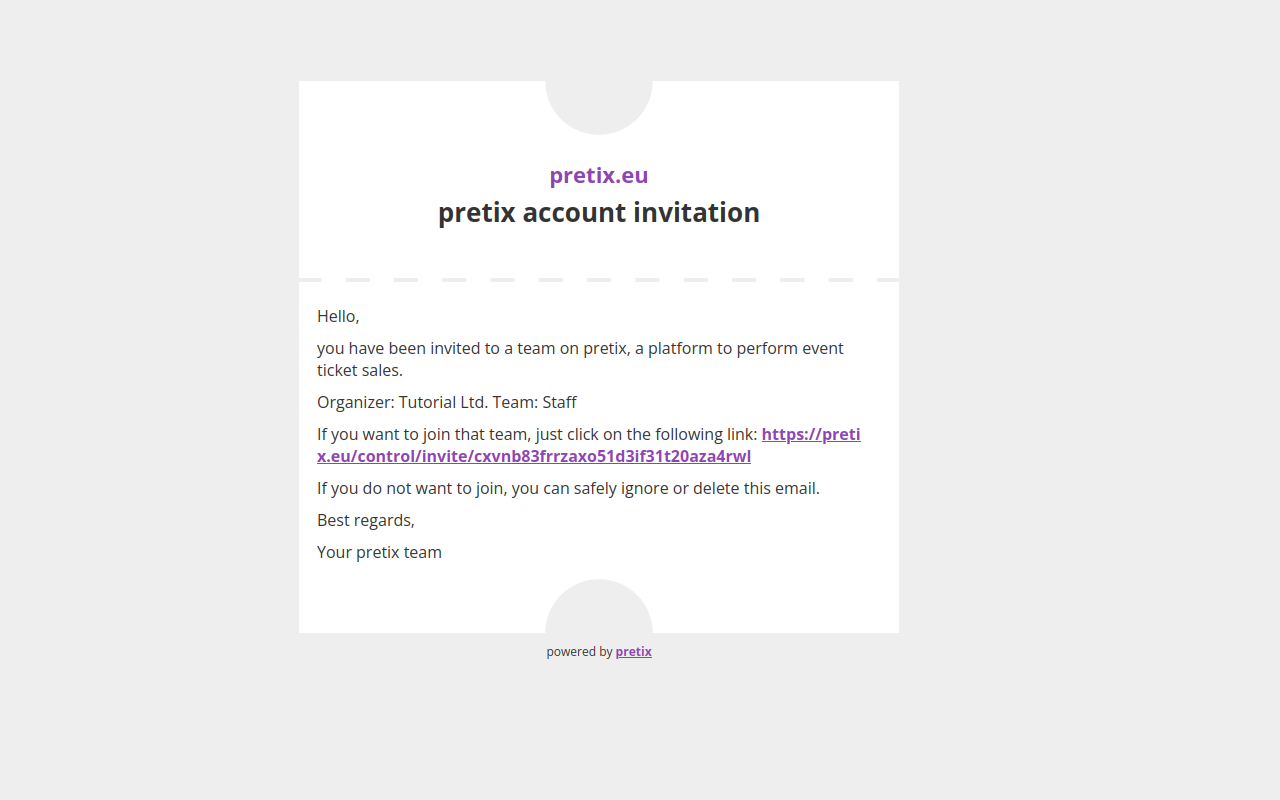 pretix.eu
pretix account invitation
Hello,
you have been invited to a team on pretix, a platform to perform event
ticket sales.
Organizer: Tutorial Ltd. Team: Staff
If you want to join that team, just click on the following link: https://preti
x.eu/control/invite/cxvnb83frrzaxo51d3if31t20aza4rwl
If you do not want to join, you can safely ignore or delete this email.
Best regards,
Your pretix team
powered by pretix